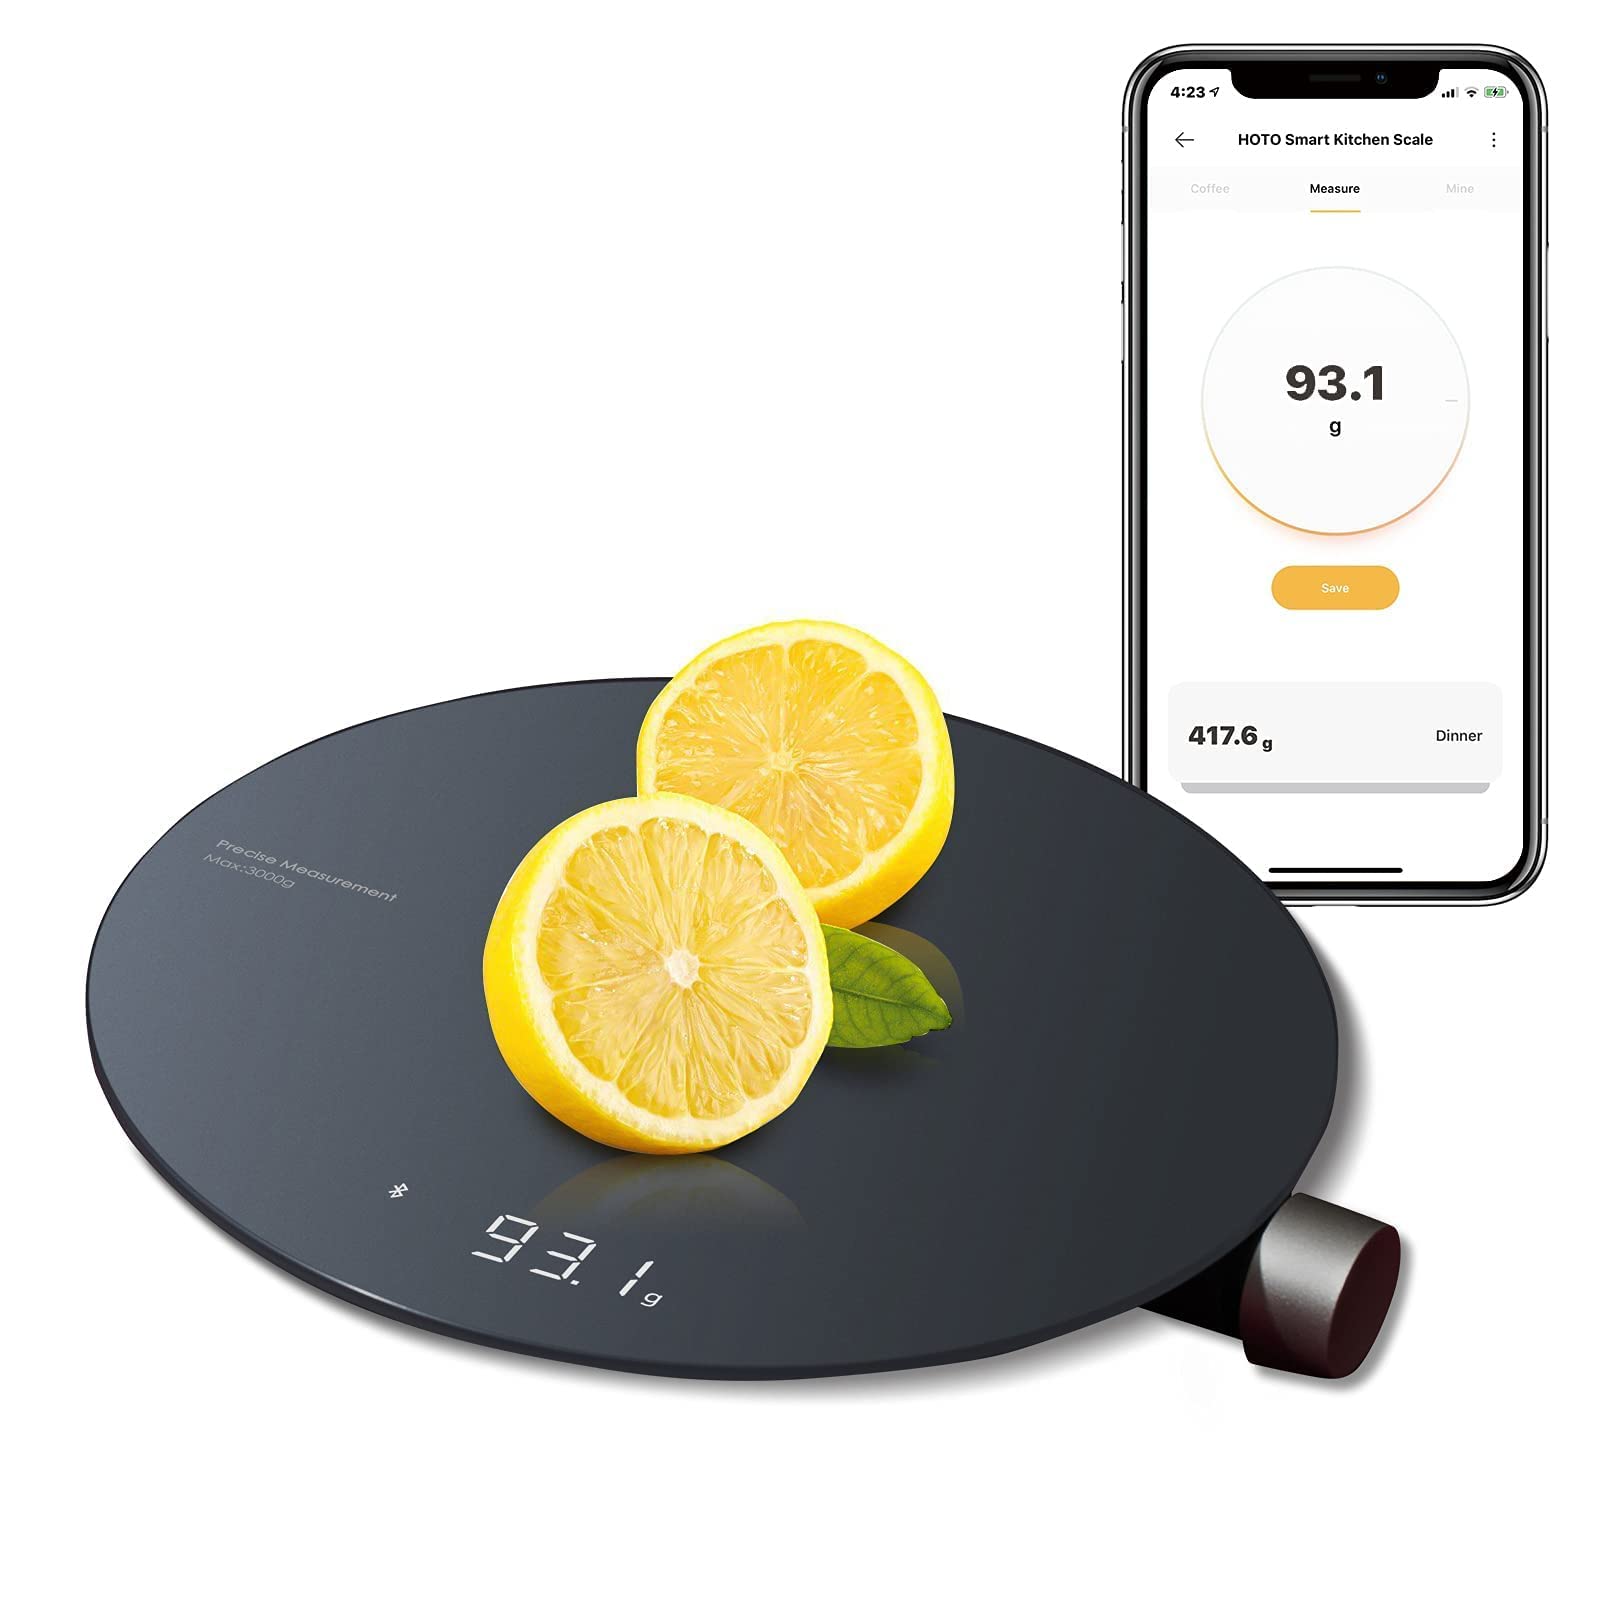 4:23
HOTO Smart Kitchen Scale
Coffee Measure Mine
93.1
g
Save
417.6 g Dinner
Precise Measurement
Max:3000g
93.1 g